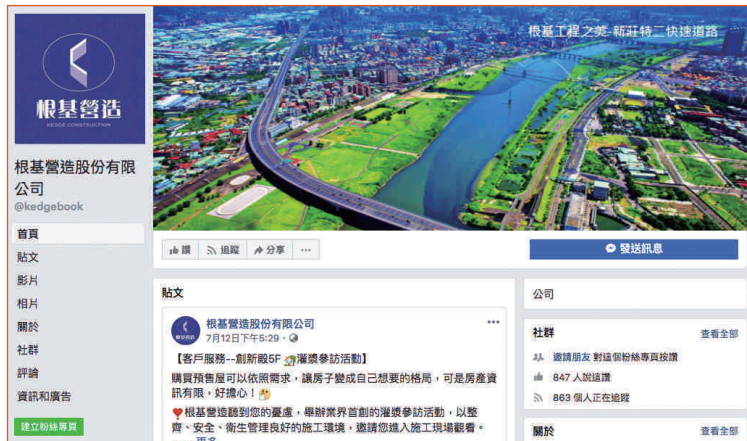 根基工程之美-新莊特二快速道路
根基營造
KEDGE CONSTRUCTION
根基營造股份有限
公司
@kedgebook
首頁
貼文
影片
相片
關於
社群
評論
資訊和廣告
建立粉絲專頁
讚 追蹤 分享 ...
發送訊息
貼文
根基營造股份有限公司
7月12日下午5:29
【客戶服務--創新殿5F 灌漿參訪活動】
購買預售屋可以依照需求，讓房子變成自己想要的格局，可是房產資
訊有限，好擔心！
根基營造聽到您的憂慮，舉辦業界首創的灌漿參訪活動，以整
齊、安全、衛生管理良好的施工環境，邀請您進入施工現場觀看。
更多
公司
社群 查看全部
邀請朋友 對這個粉絲專頁按讚
847 人說這讚
863 個人正在追蹤
關於 查看全部